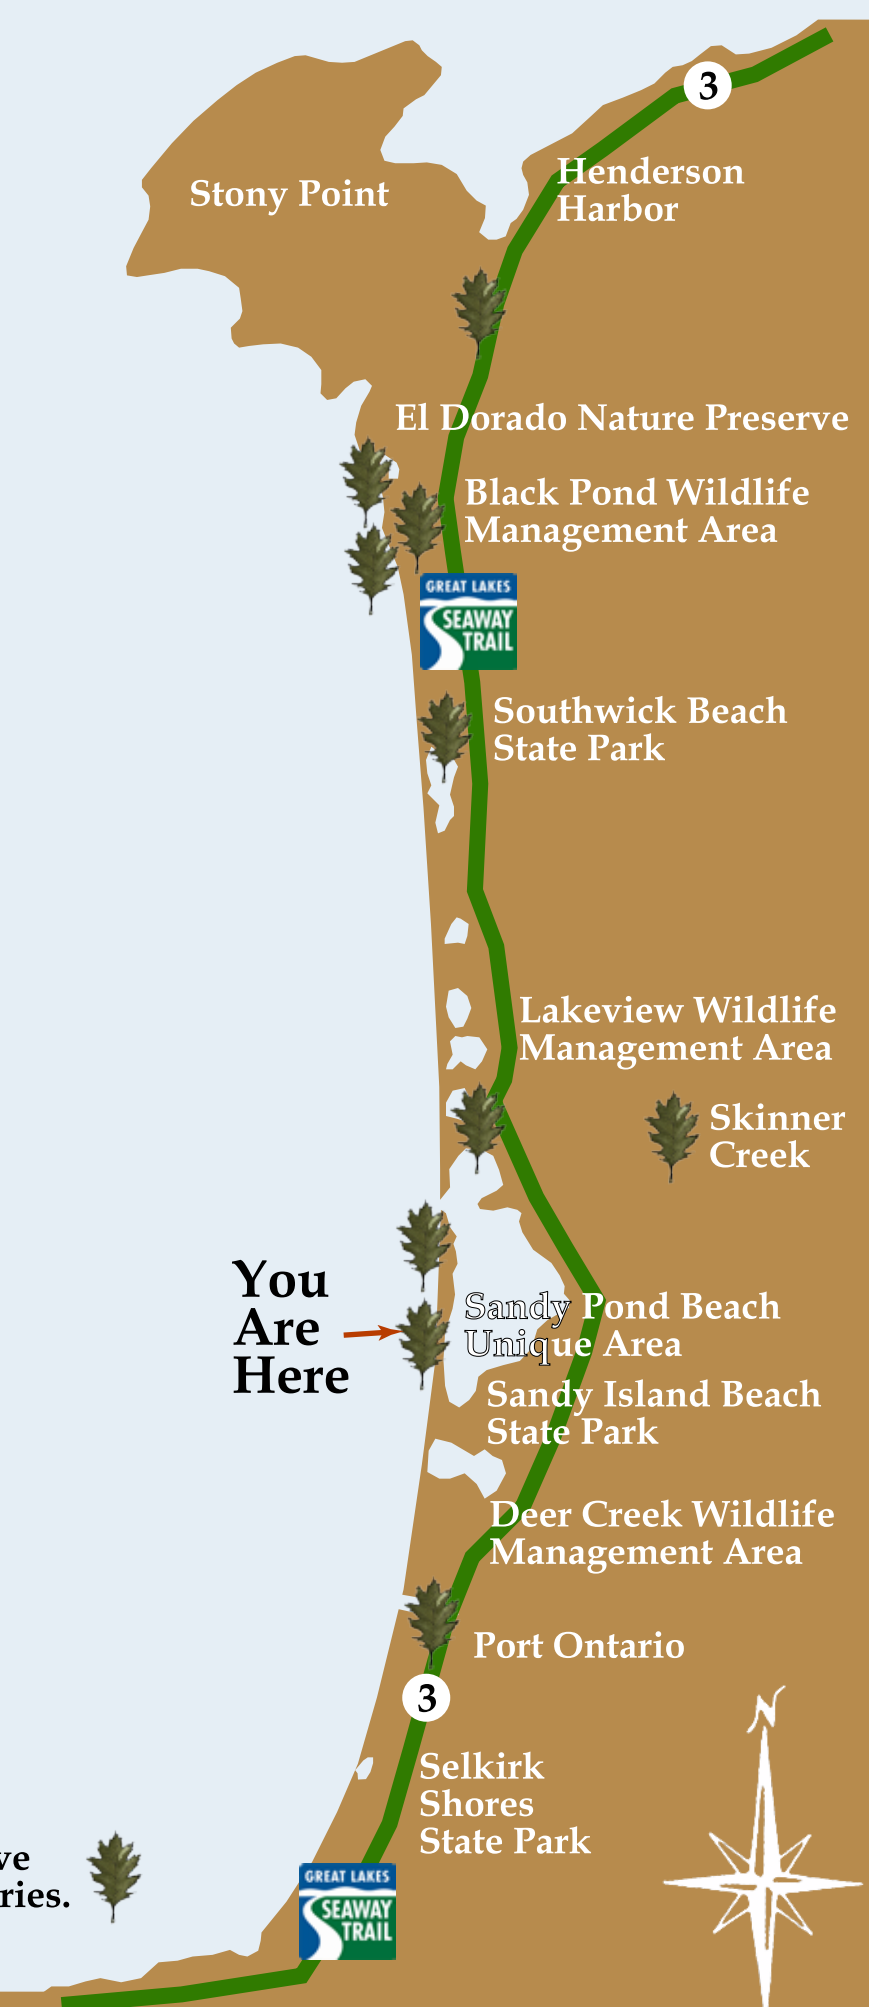 3
Henderson
Harbor
Stony Point
El Dorado Nature Preserve
Black Pond Wildlife
Management Area
GREAT LAKES
SEAWAY
TRAIL
Southwick Beach
State Park
Lakeview Wildlife
Management Area
Skinner
Creek
You
Are
Here
Sandy Pond Beach
Unique Area
Sandy Island Beach
State Park
Deer Creek Wildlife
Management Area
Port Ontario
3
Selkirk
Shores
State Park
N
ve
ries.
GREAT LAKES
SEAWAY
TRAIL